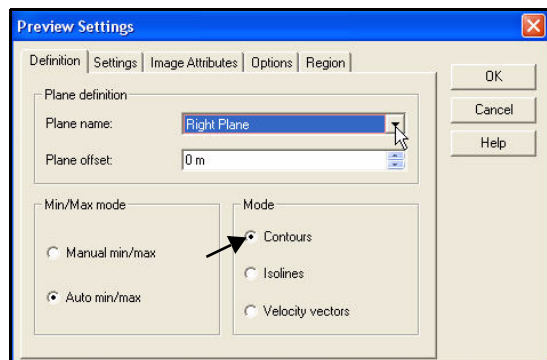 Preview Settings
Definition Settings Image Attributes Options Region
OK
Plane definition
Cancel
Plane name: Right Plane
Help
Plane offset: 0 m
Min/Max mode Mode
Contours
Manual min/max
Isolines
Auto min/max
Velocity vectors